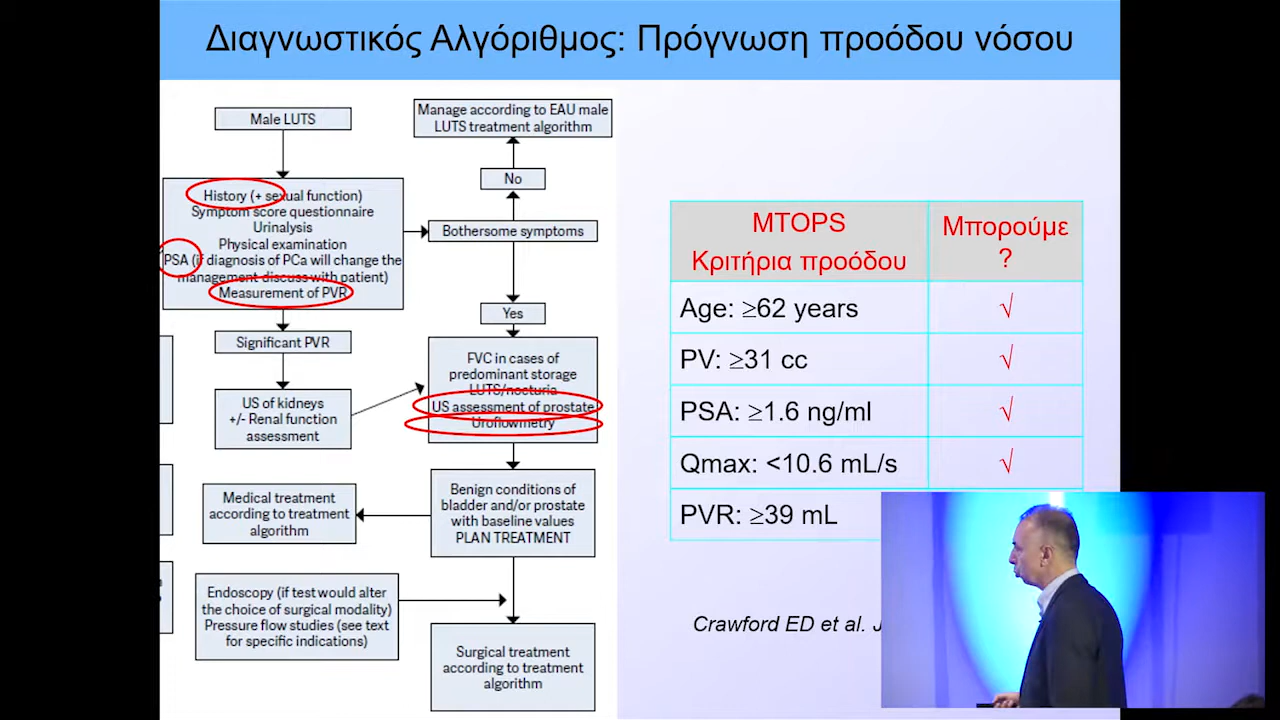 Διαγνωστικός Αλγόριθμος: Πρόγνωση προόδου νόσου
Male LUTS
History (+ sexual function)
Symptom score questionnaire
Urinalysis
Physical examination
PSA (if diagnosis of PCa will change the
management discuss with patient)
Measurement of PVR
Significant PVR
US of kidneys
+/- Renal function
assessment
Medical treatment
according to treatment
algorithm
Endoscopy (if test would alter
the choice of surgical modality)
Pressure flow studies (see text
for specific indications)
Manage according to EAU male
LUTS treatment algorithm
No
Bothersome symptoms
Yes
FVC in cases of
predominant storage
LUTS/nocturia
US assessment of prostate
Uroflowmetry
Benign conditions of
bladder and/or prostate
with baseline values
PLAN TREATMENT
Surgical treatment
according to treatment
algorithm
MTOPS
Κριτήρια προόδου
Μπορούμε
?
Age: ≥62 years √
PV: ≥31 cc √
PSA: ≥1.6 ng/ml √
Qmax: <10.6 mL/s √
PVR: ≥39 mL
Crawford ED et al. J